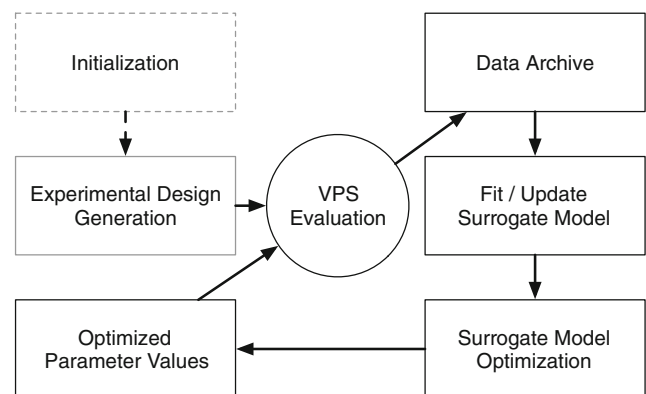 Initialization
Data Archive
Experimental Design
Generation
VPS
Evaluation
Fit / Update
Surrogate Model
Optimized
Parameter Values
Surrogate Model
Optimization